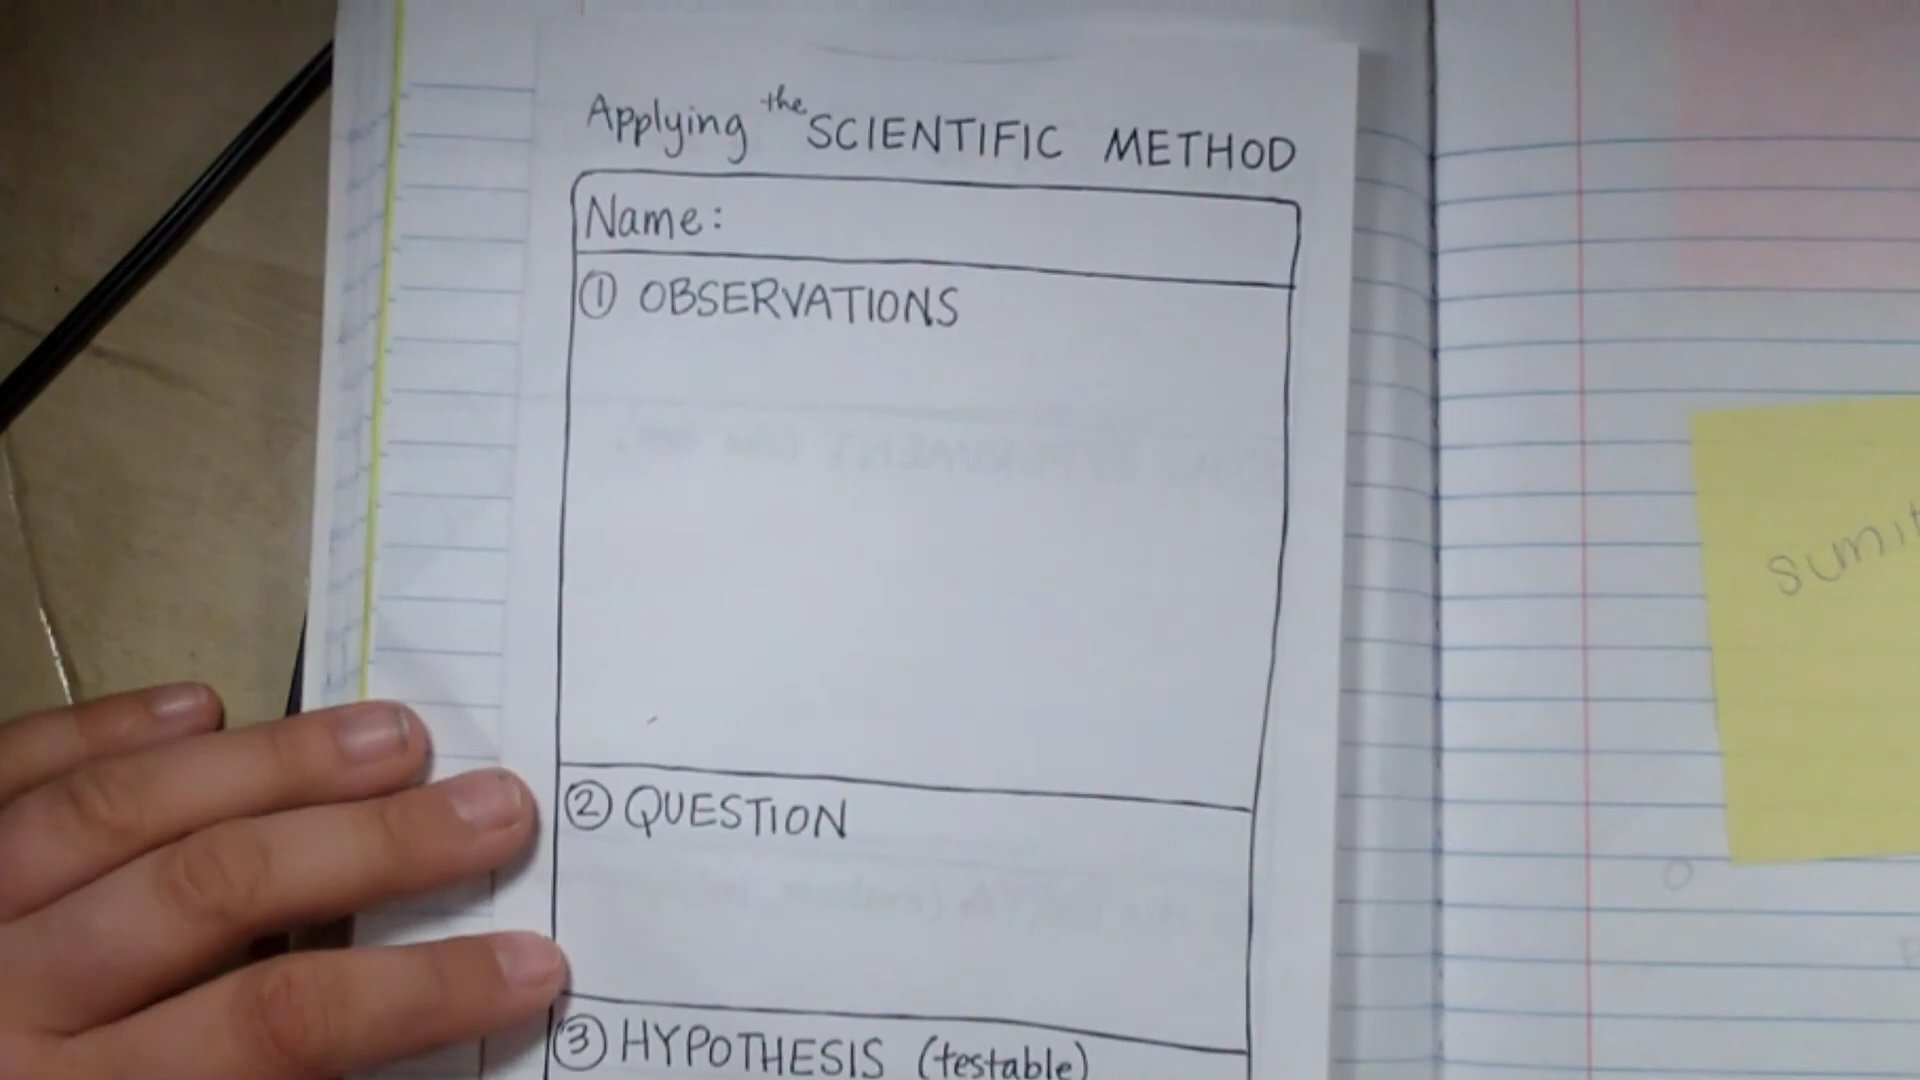 Applying the SCIENTIFIC METHOD
Name:
① OBSERVATIONS
② QUESTION
③ HYPOTHESIS (testable)